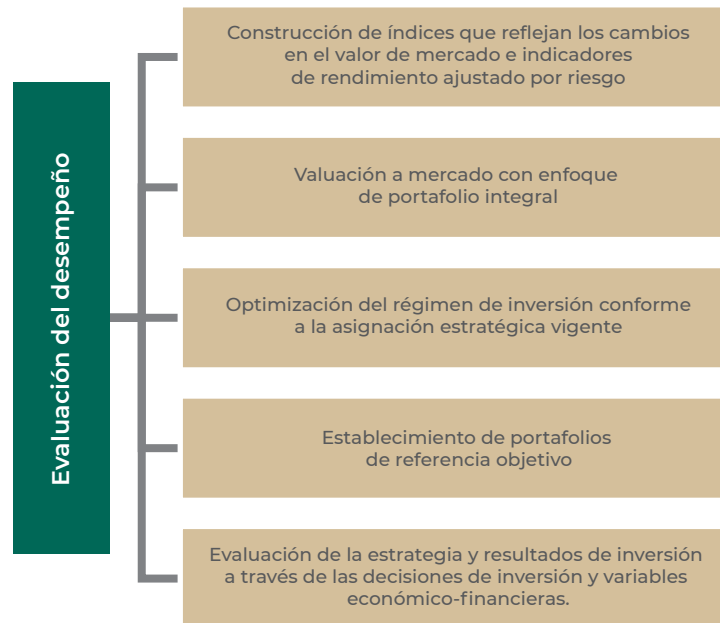 Evaluación del desempeño
Construcción de índices que reflejan los cambios
en el valor de mercado e indicadores
de rendimiento ajustado por riesgo
Valuación a mercado con enfoque
de portafolio integral
Optimización del régimen de inversión conforme
a la asignación estratégica vigente
Establecimiento de portafolios
de referencia objetivo
Evaluación de la estrategia y resultados de inversión
a través de las decisiones de inversión y variables
económico-financieras.